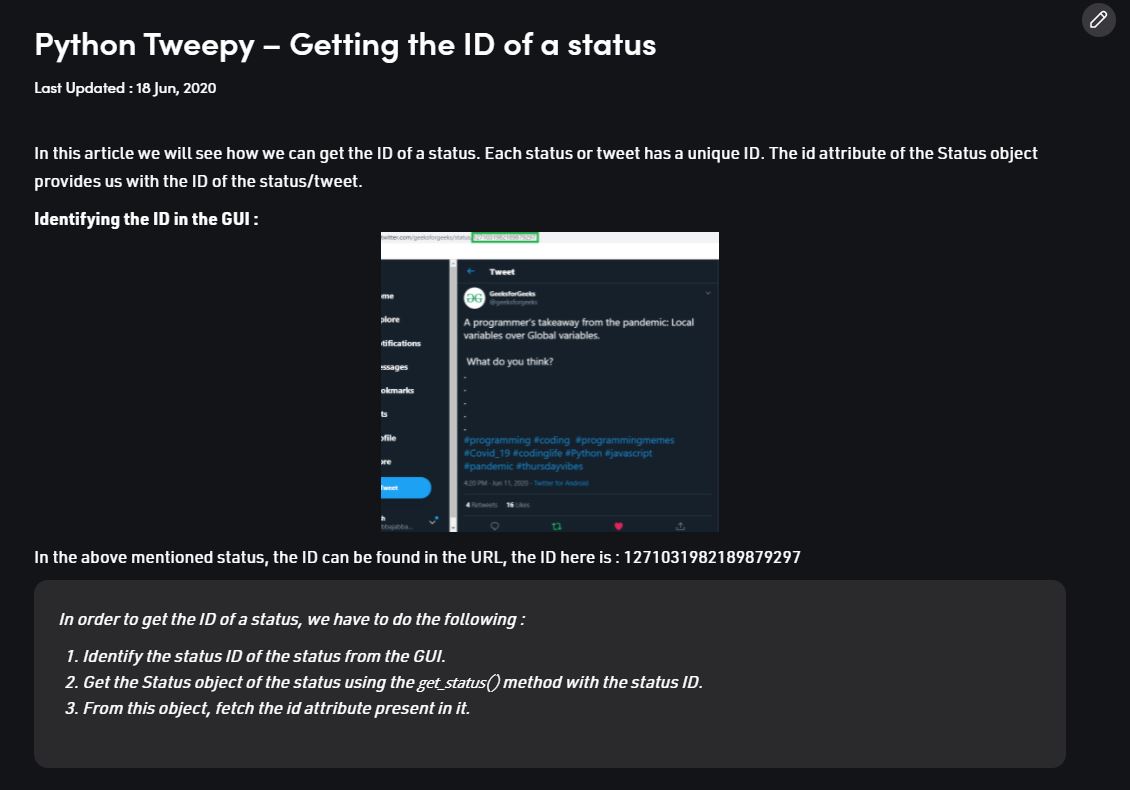 Python Tweepy – Getting the ID of a status
Last Updated : 18 Jun, 2020
In this article we will see how we can get the ID of a status. Each status or tweet has a unique ID. The id attribute of the Status object
provides us with the ID of the status/tweet.
Identifying the ID in the GUI :
twitter.com/geeksforgeeks/status/
Tweet
GeeksforGeeks
@geeksforgeeks
ome
plore
otifications
essages
okmarks
ts
ofile
ore
Tweet
A programmer's takeaway from the pandemic: Local
variables over Global variables.
What do you think?
-
-
-
-
-
#programming #coding #programmingmemes
#Covid_19 #codinglife #Python #javascript
#pandemic #thursdayvibes
4:20 PM · Jun 11, 2020 · Twitter for Android
4 Retweets 16 Likes
In the above mentioned status, the ID can be found in the URL, the ID here is : 1271031982189879297
In order to get the ID of a status, we have to do the following :
1. Identify the status ID of the status from the GUI.
2. Get the Status object of the status using the get_status() method with the status ID.
3. From this object, fetch the id attribute present in it.